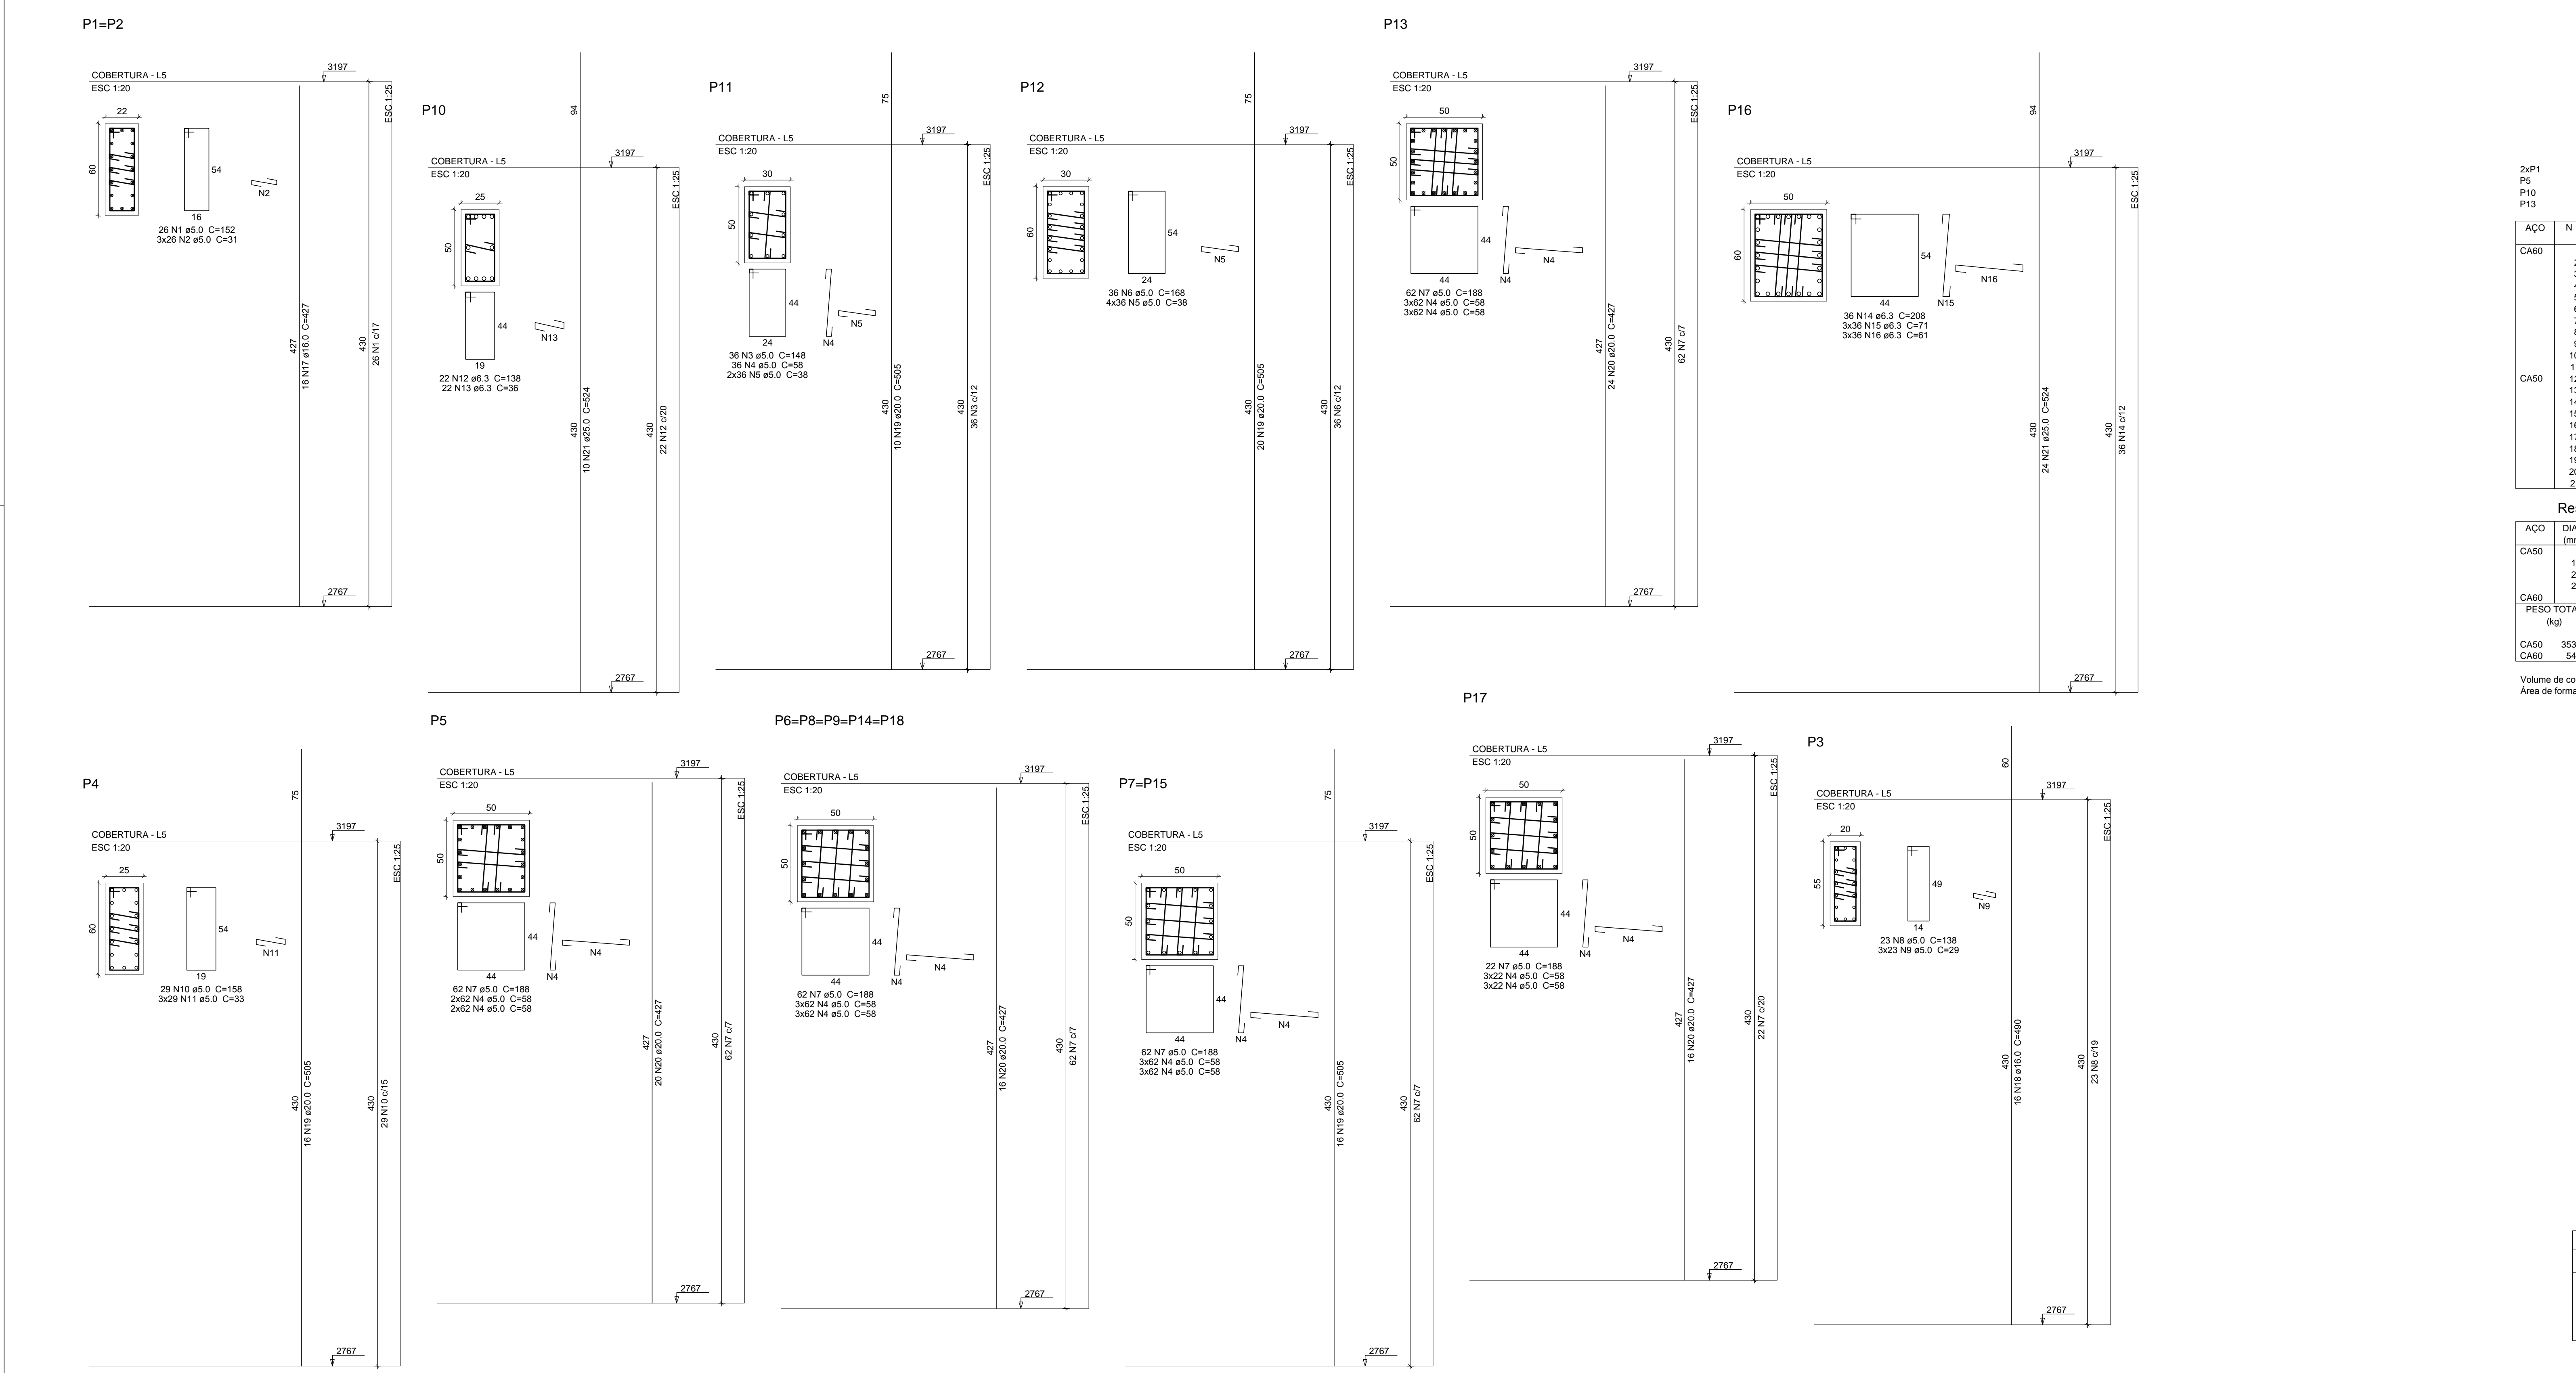 P1=P2
COBERTURA - L5
ESC 1:20
3197
ESC 1:25
22
60
54
16
N2
26 N1 ø5.0 C=152
3x26 N2 ø5.0 C=31
427
16 N17 ø16.0 C=427
430
26 N1 c/17
2767
P10
94
COBERTURA - L5
ESC 1:20
3197
ESC 1:25
25
50
44
19
N13
22 N12 ø6.3 C=138
22 N13 ø6.3 C=36
430
10 N21 ø25.0 C=524
430
22 N12 c/20
2767
P11
75
COBERTURA - L5
ESC 1:20
3197
ESC 1:25
30
50
44
24
N4
N5
36 N3 ø5.0 C=148
36 N4 ø5.0 C=58
2x36 N5 ø5.0 C=38
430
10 N19 ø20.0 C=505
430
36 N3 c/12
2767
P12
75
COBERTURA - L5
ESC 1:20
3197
ESC 1:25
30
60
54
24
N5
36 N6 ø5.0 C=168
4x36 N5 ø5.0 C=38
430
20 N19 ø20.0 C=505
430
36 N6 c/12
2767
P13
COBERTURA - L5
ESC 1:20
3197
ESC 1:25
50
50
44
44
N4
N4
62 N7 ø5.0 C=188
3x62 N4 ø5.0 C=58
3x62 N4 ø5.0 C=58
427
24 N20 ø20.0 C=427
430
62 N7 c/7
2767
P16
94
COBERTURA - L5
ESC 1:20
3197
ESC 1:25
50
60
54
44
N15
N16
36 N14 ø6.3 C=208
3x36 N15 ø6.3 C=71
3x36 N16 ø6.3 C=61
430
24 N21 ø25.0 C=524
430
36 N14 c/12
2767
2xP1
P5
P10
P13
AÇO N
CA60
CA50
AÇO
CA50
CA60
(kg)
CA50 353
CA60 54
Volume de
Área de
P4
75
COBERTURA - L5
ESC 1:20
3197
ESC 1:25
25
60
54
19
N11
29 N10 ø5.0 C=158
3x29 N11 ø5.0 C=33
430
16 N19 ø20.0 C=505
430
29 N10 c/15
2767
P5
COBERTURA - L5
ESC 1:20
3197
ESC 1:25
50
50
44
44
N4
N4
62 N7 ø5.0 C=188
2x62 N4 ø5.0 C=58
2x62 N4 ø5.0 C=58
427
20 N20 ø20.0 C=427
430
62 N7 c/7
2767
P6=P8=P9=P14=P18
COBERTURA - L5
ESC 1:20
3197
ESC 1:25
50
50
44
44
N4
N4
62 N7 ø5.0 C=188
3x62 N4 ø5.0 C=58
3x62 N4 ø5.0 C=58
427
16 N20 ø20.0 C=427
430
62 N7 c/7
2767
P7=P15
75
COBERTURA - L5
ESC 1:20
3197
ESC 1:25
50
50
44
44
N4
N4
62 N7 ø5.0 C=188
3x62 N4 ø5.0 C=58
3x62 N4 ø5.0 C=58
430
16 N19 ø20.0 C=505
430
62 N7 c/7
2767
P17
COBERTURA - L5
ESC 1:20
3197
ESC 1:25
50
50
44
44
N4
N4
22 N7 ø5.0 C=188
3x22 N4 ø5.0 C=58
3x22 N4 ø5.0 C=58
427
16 N20 ø20.0 C=427
430
22 N7 c/20
2767
P3
60
COBERTURA - L5
ESC 1:20
3197
ESC 1:25
20
55
49
14
N9
23 N8 ø5.0 C=138
3x23 N9 ø5.0 C=29
430
16 N18 ø16.0 C=490
430
23 N8 c/19
2767